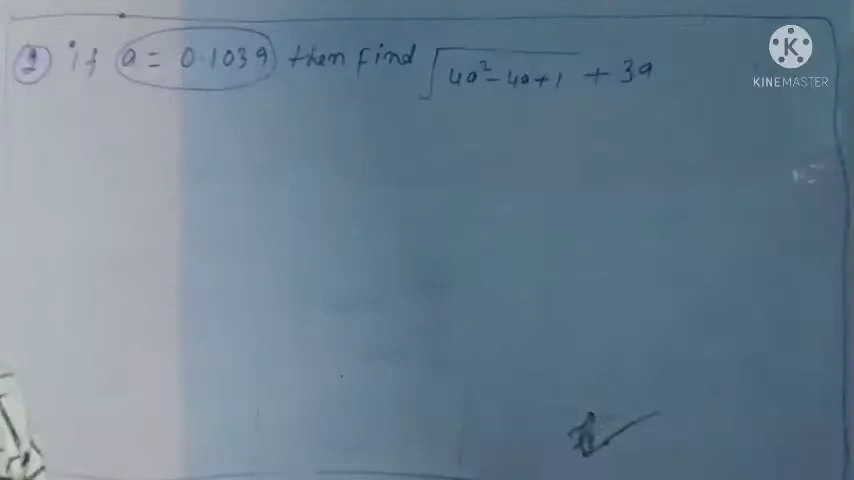 2 if a = 0.1039 then find √4a²-4a+1 + 3a
K
KINEMASTER